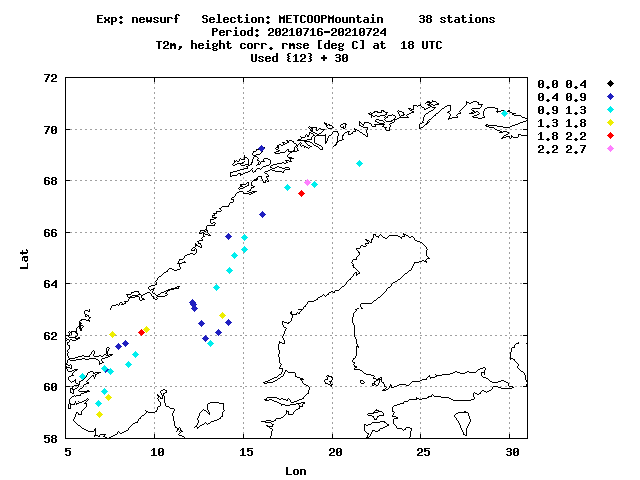 Exp: newsurf   Selection: METCOOPMountain     38 stations
Period: 20210716-20210724
T2m, height corr. rmse [deg C] at  18 UTC
Used {12} + 30
72
70
68
66
64
62
60
58
Lat
5 10 15 20 25 30
Lon
0.0 0.4
0.4 0.9
0.9 1.3
1.3 1.8
1.8 2.2
2.2 2.7